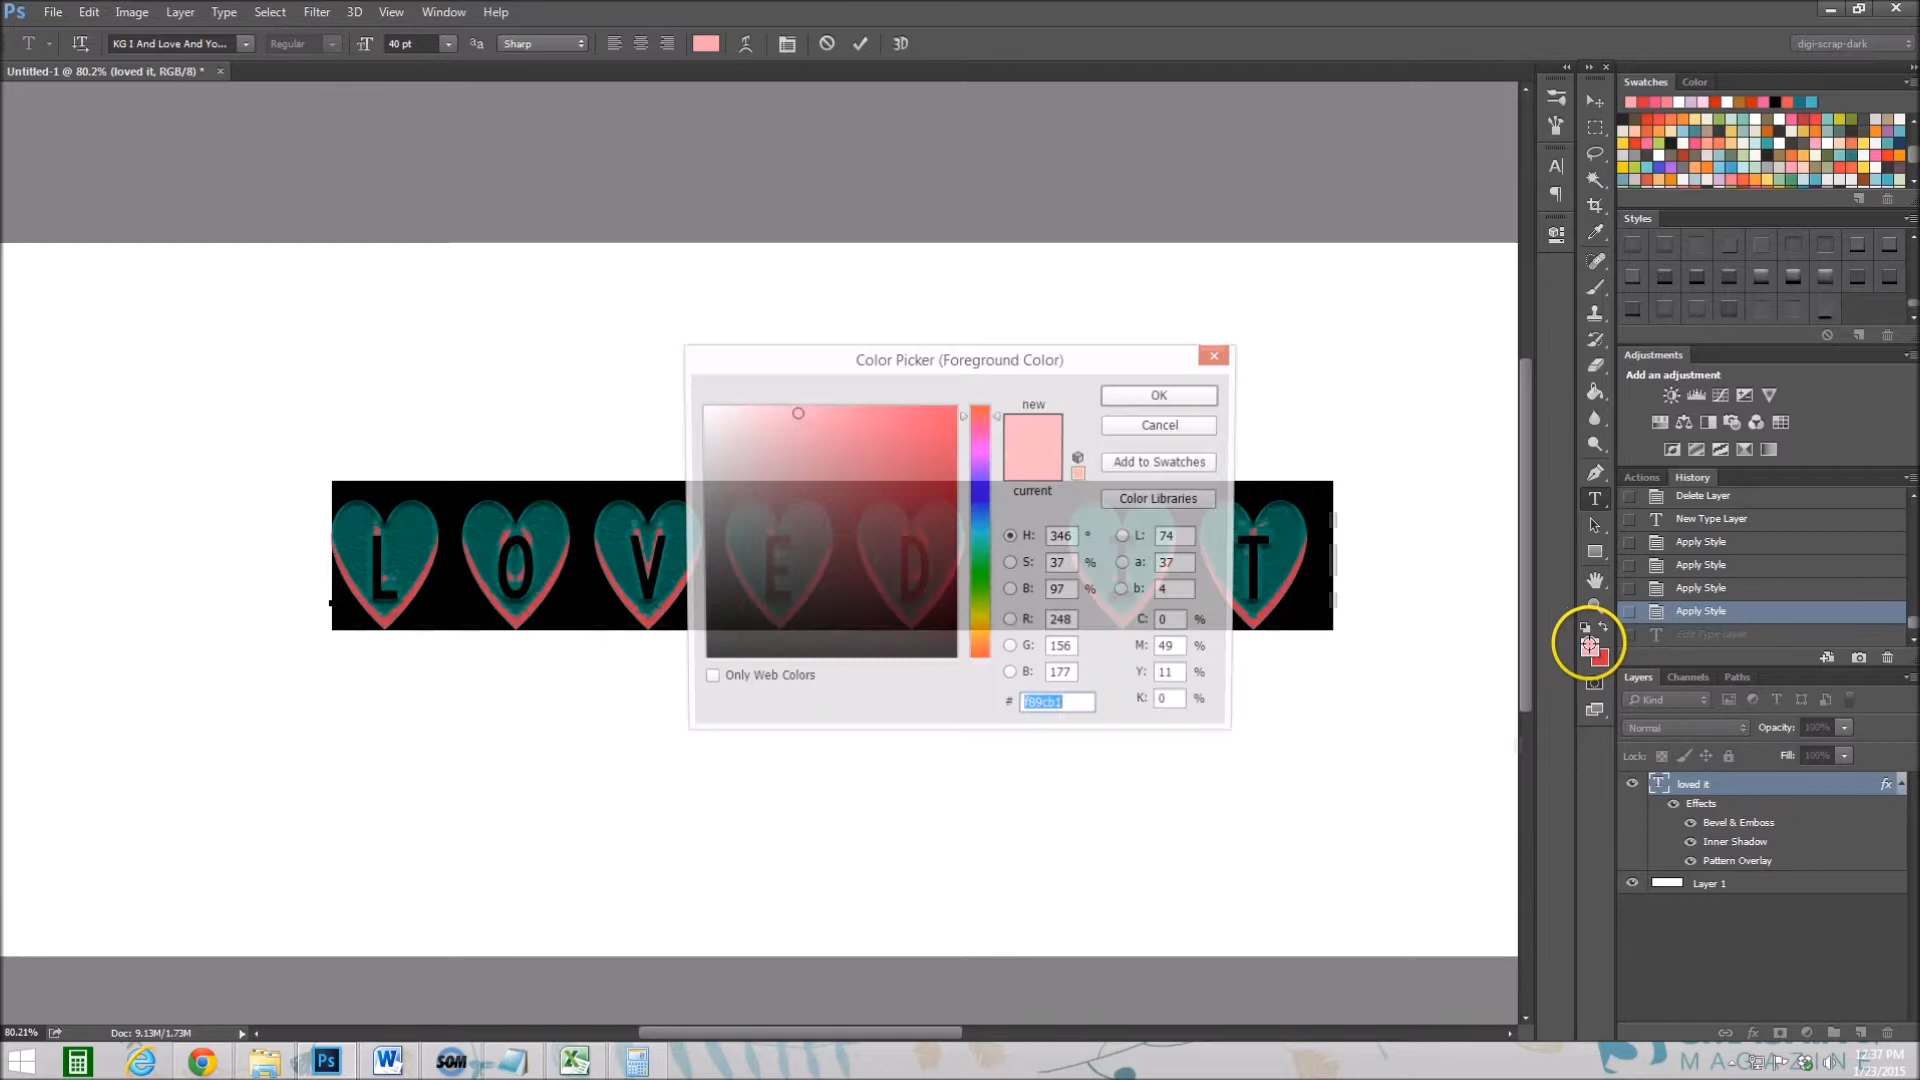 Ps File Edit Image Layer Type Select Filter 3D View Window Help
T KG I And Love And Yo... Regular 40 pt Sharp 3D digi-scrap-dark
Untitled-1 @ 80.2% (loved it, RGB/8) * ×
Swatches Color
Styles
Adjustments
Add an adjustment
Actions History
Delete Layer
New Type Layer
Apply Style
Apply Style
Apply Style
Apply Style
Edit Type Layer
Layers Channels Paths
Kind
Normal Opacity: 100%
Lock: Fill: 100%
loved it fx
Effects
Bevel & Emboss
Inner Shadow
Pattern Overlay
Layer 1
Color Picker (Foreground Color)
new
current
OK
Cancel
Add to Swatches
Color Libraries
H: 346 ° L: 74
S: 37 % a: 37
B: 97 % b: 4
R: 248 C: 0 %
G: 156 M: 49 %
B: 177 Y: 11 %
# f89cb1 K: 0 %
Only Web Colors
L O V E D I T
80.21% Doc: 9.13M/1.73M
Ps W SOM X
MAGAZINE
12:37 PM
1/23/2015